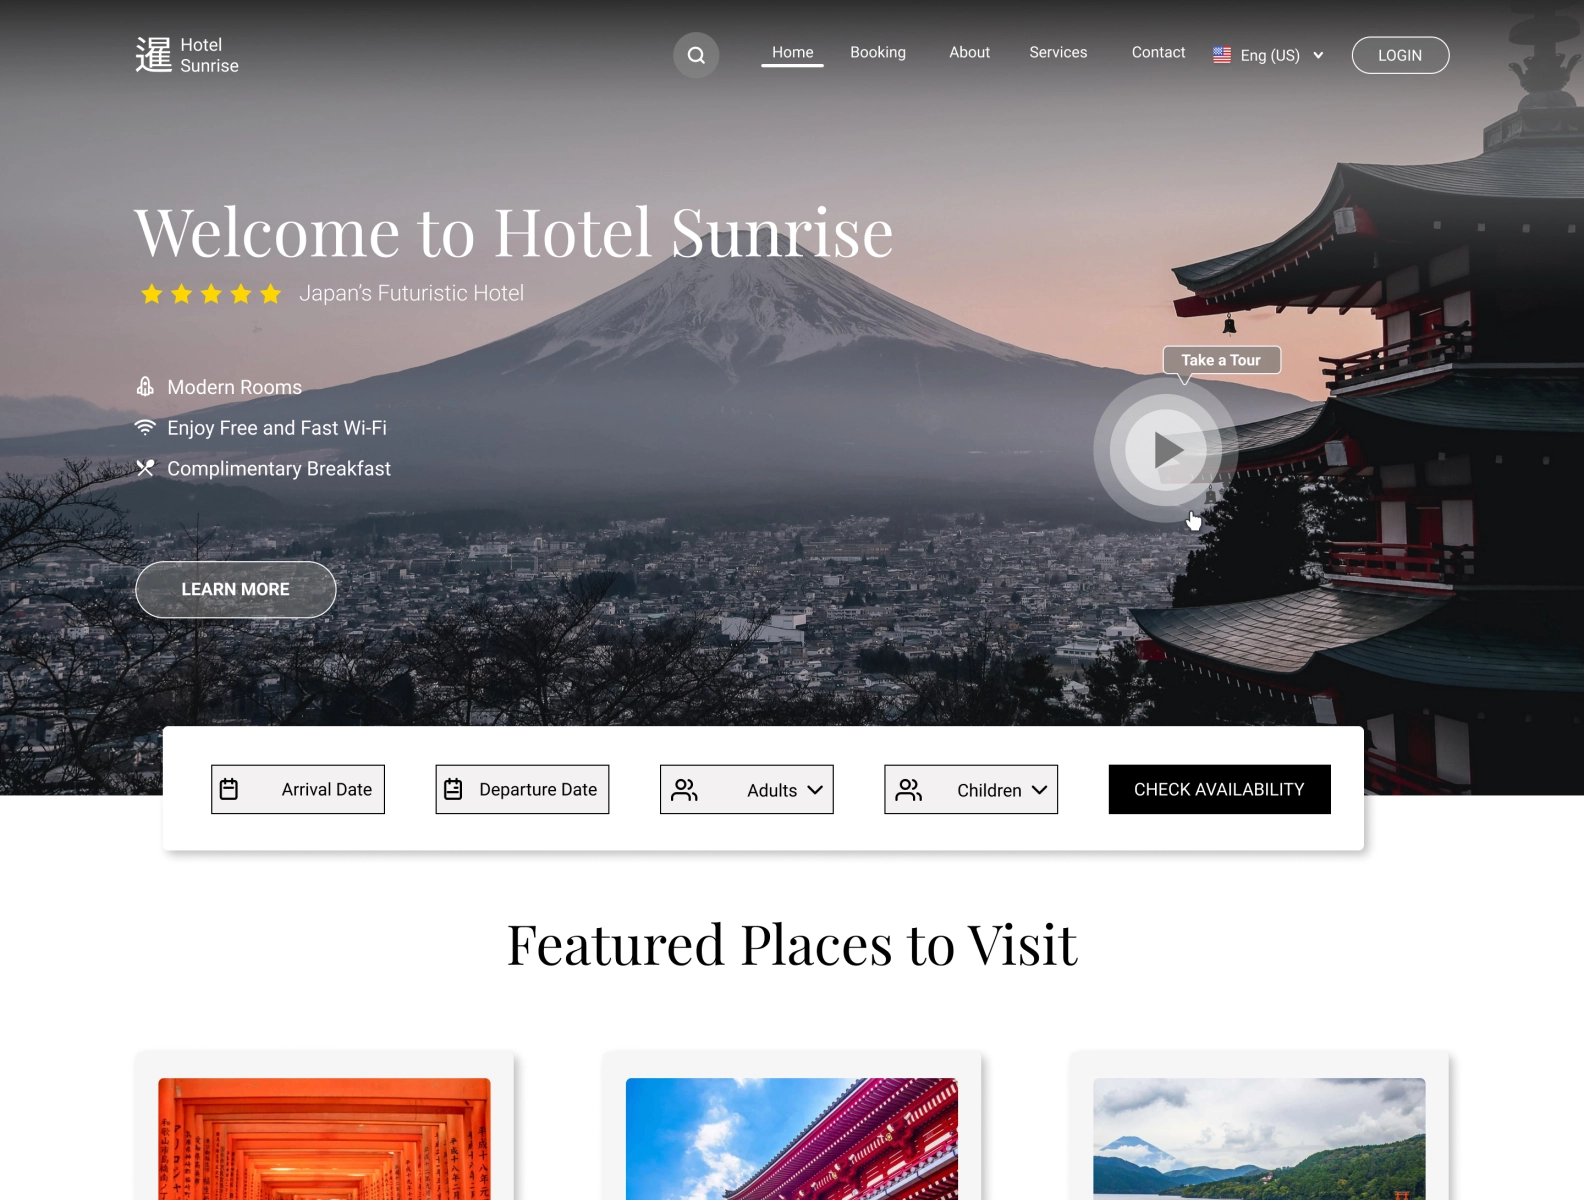 暹 Hotel
Sunrise
Home
Booking
About
Services
Contact
Eng (US)
LOGIN
Welcome to Hotel Sunrise
Japan’s Futuristic Hotel
Take a Tour
Modern Rooms
Enjoy Free and Fast Wi-Fi
Complimentary Breakfast
LEARN MORE
Arrival Date
Departure Date
Adults
Children
CHECK AVAILABILITY
Featured Places to Visit